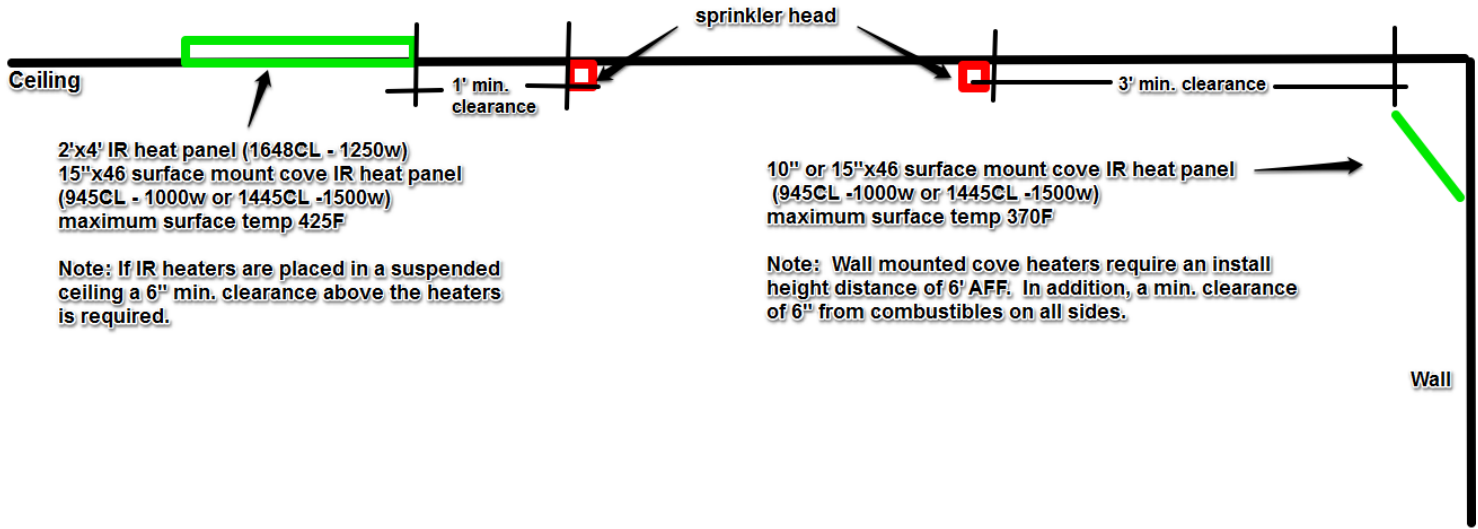 sprinkler head
Ceiling
1' min.
clearance
3' min. clearance
2'x4' IR heat panel (1648CL - 1250w)
15"x46 surface mount cove IR heat panel
(945CL - 1000w or 1445CL -1500w)
maximum surface temp 425F
Note: If IR heaters are placed in a suspended
ceiling a 6" min. clearance above the heaters
is required.
10" or 15"x46 surface mount cove IR heat panel
(945CL -1000w or 1445CL -1500w)
maximum surface temp 370F
Note:  Wall mounted cove heaters require an install
height distance of 6' AFF.  In addition, a min. clearance
of 6" from combustibles on all sides.
Wall